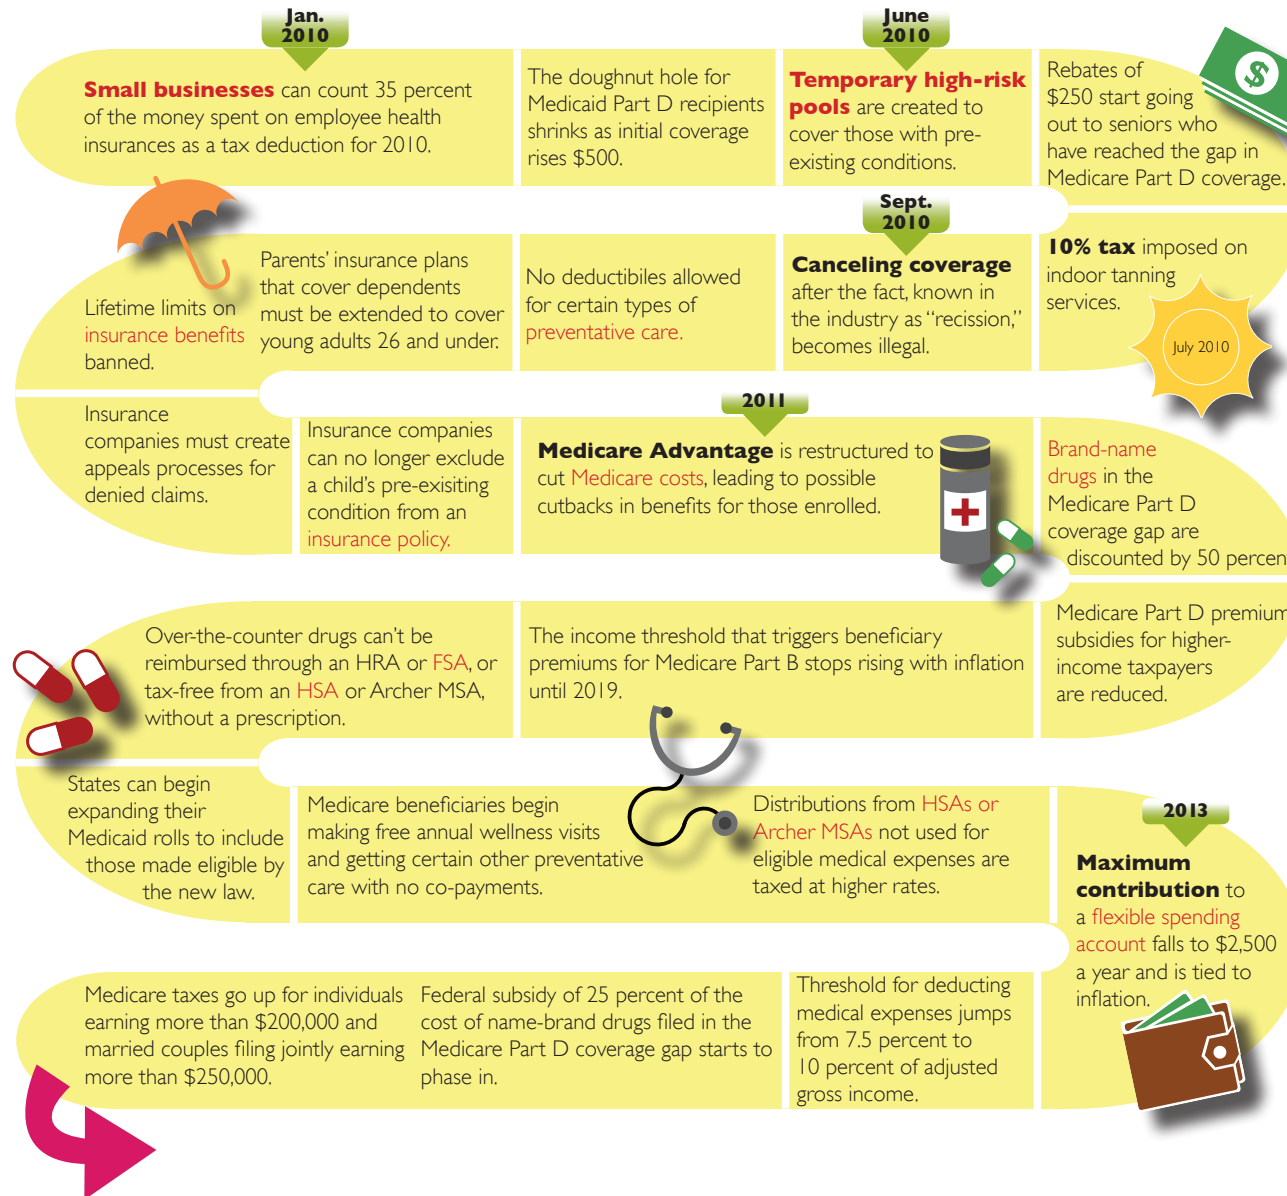 Jan.
2010
Small businesses can count 35 percent
of the money spent on employee health
insurances as a tax deduction for 2010.
The doughnut hole for
Medicaid Part D recipients
shrinks as initial coverage
rises $500.
June
2010
Temporary high-risk
pools are created to
cover those with pre-
existing conditions.
Rebates of
$250 start going
out to seniors who
have reached the gap in
Medicare Part D coverage.
$
10% tax imposed on
indoor tanning
services.
July 2010
Sept.
2010
Canceling coverage
after the fact, known in
the industry as “recission,”
becomes illegal.
No deductibiles allowed
for certain types of
preventative care.
Parents’ insurance plans
that cover dependents
must be extended to cover
young adults 26 and under.
Lifetime limits on
insurance benefits
banned.
Insurance
companies must create
appeals processes for
denied claims.
Insurance companies
can no longer exclude
a child’s pre-exisiting
condition from an
insurance policy.
2011
Medicare Advantage is restructured to
cut Medicare costs, leading to possible
cutbacks in benefits for those enrolled.
Brand-name
drugs in the
Medicare Part D
coverage gap are
discounted by 50 percen
Medicare Part D premium
subsidies for higher-
income taxpayers
are reduced.
The income threshold that triggers beneficiary
premiums for Medicare Part B stops rising with inflation
until 2019.
Over-the-counter drugs can’t be
reimbursed through an HRA or FSA, or
tax-free from an HSA or Archer MSA,
without a prescription.
States can begin
expanding their
Medicaid rolls to include
those made eligible by
the new law.
Medicare beneficiaries begin
making free annual wellness visits
and getting certain other preventative
care with no co-payments.
Distributions from HSAs or
Archer MSAs not used for
eligible medical expenses are
taxed at higher rates.
2013
Maximum
contribution to
a flexible spending
account falls to $2,500
a year and is tied to
inflation.
Threshold for deducting
medical expenses jumps
from 7.5 percent to
10 percent of adjusted
gross income.
Federal subsidy of 25 percent of the
cost of name-brand drugs filed in the
Medicare Part D coverage gap starts to
phase in.
Medicare taxes go up for individuals
earning more than $200,000 and
married couples filing jointly earning
more than $250,000.